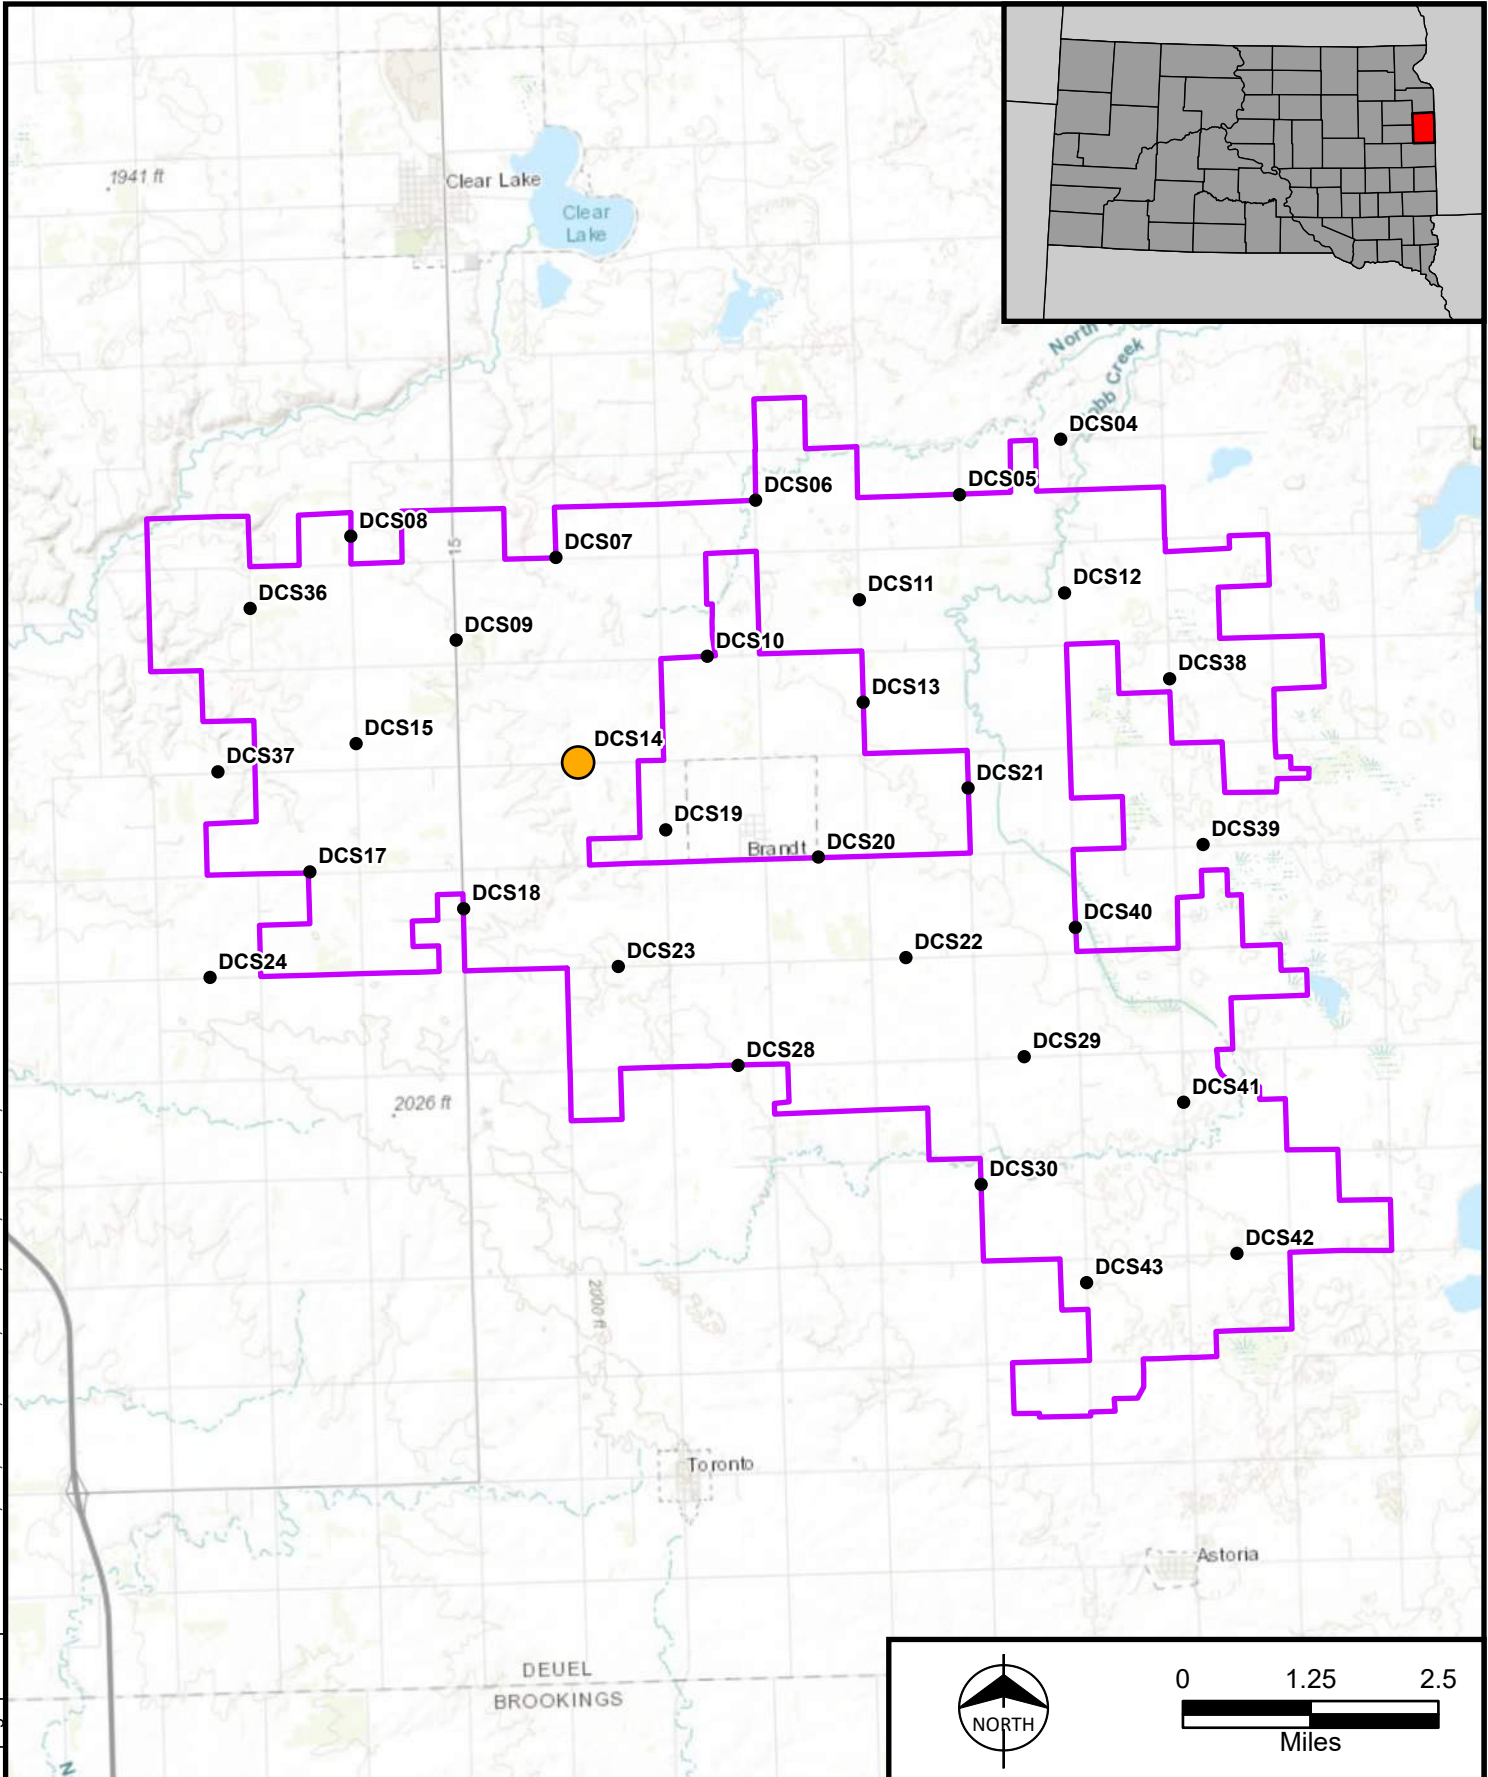 1941 ft
Clear Lake
Clear
Lake
North
obb Creek
DCS04
DCS05
DCS06
DCS08
DCS07
15
DCS36
DCS11
DCS12
DCS09
DCS10
DCS38
DCS13
DCS15
DCS14
DCS37
DCS21
DCS19
DCS39
Brandt
DCS20
DCS17
DCS18
DCS40
DCS22
DCS23
DCS24
DCS29
DCS28
DCS41
2026 ft
DCS30
DCS42
DCS43
2000 ft
Toronto
Astoria
DEUEL
BROOKINGS
NORTH
0 1.25 2.5
Miles
N